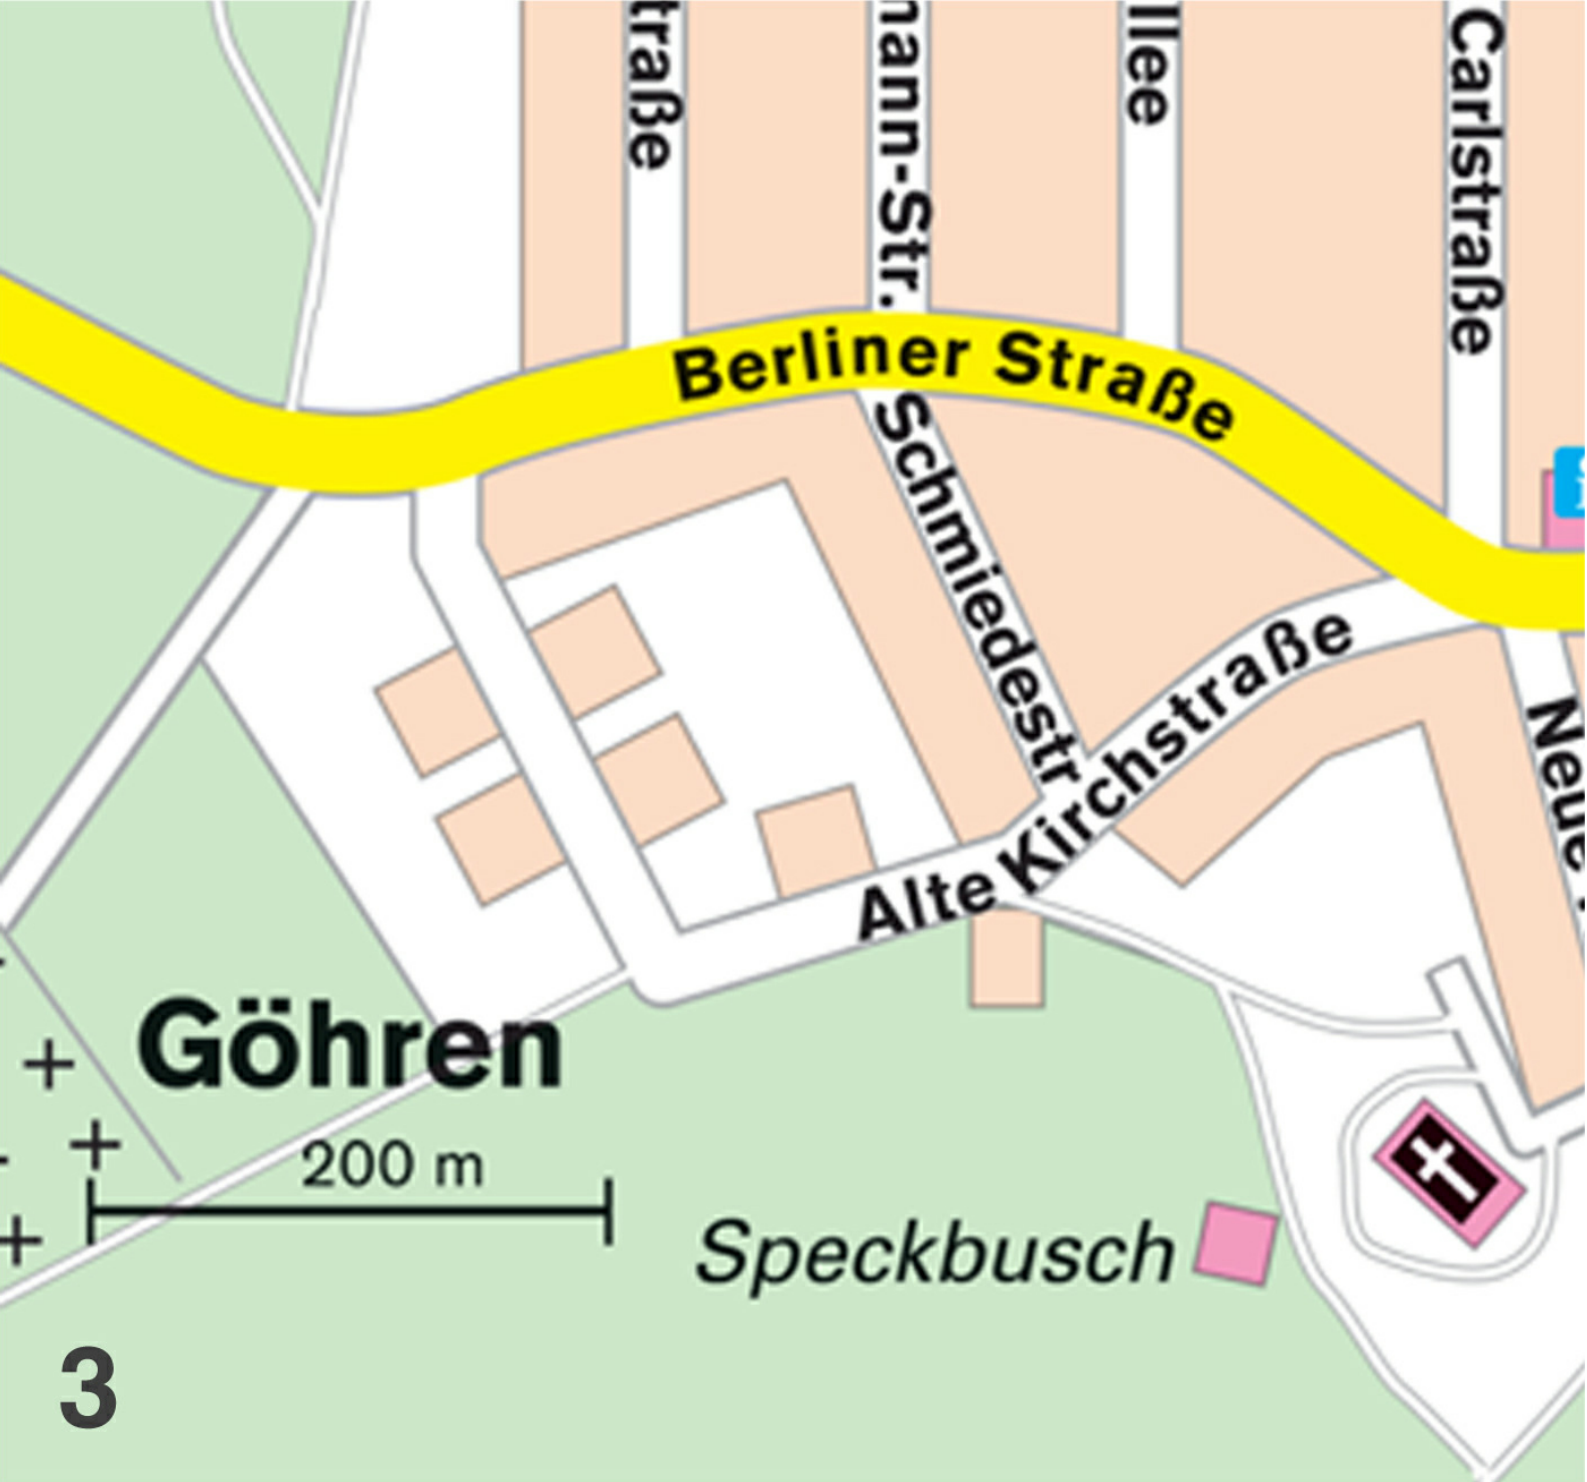 traße
mann-Str.
llee
Carlstraße
Berliner Straße
Schmiedestr.
Alte Kirchstraße
Neue
Göhren
200 m
Speckbusch
3